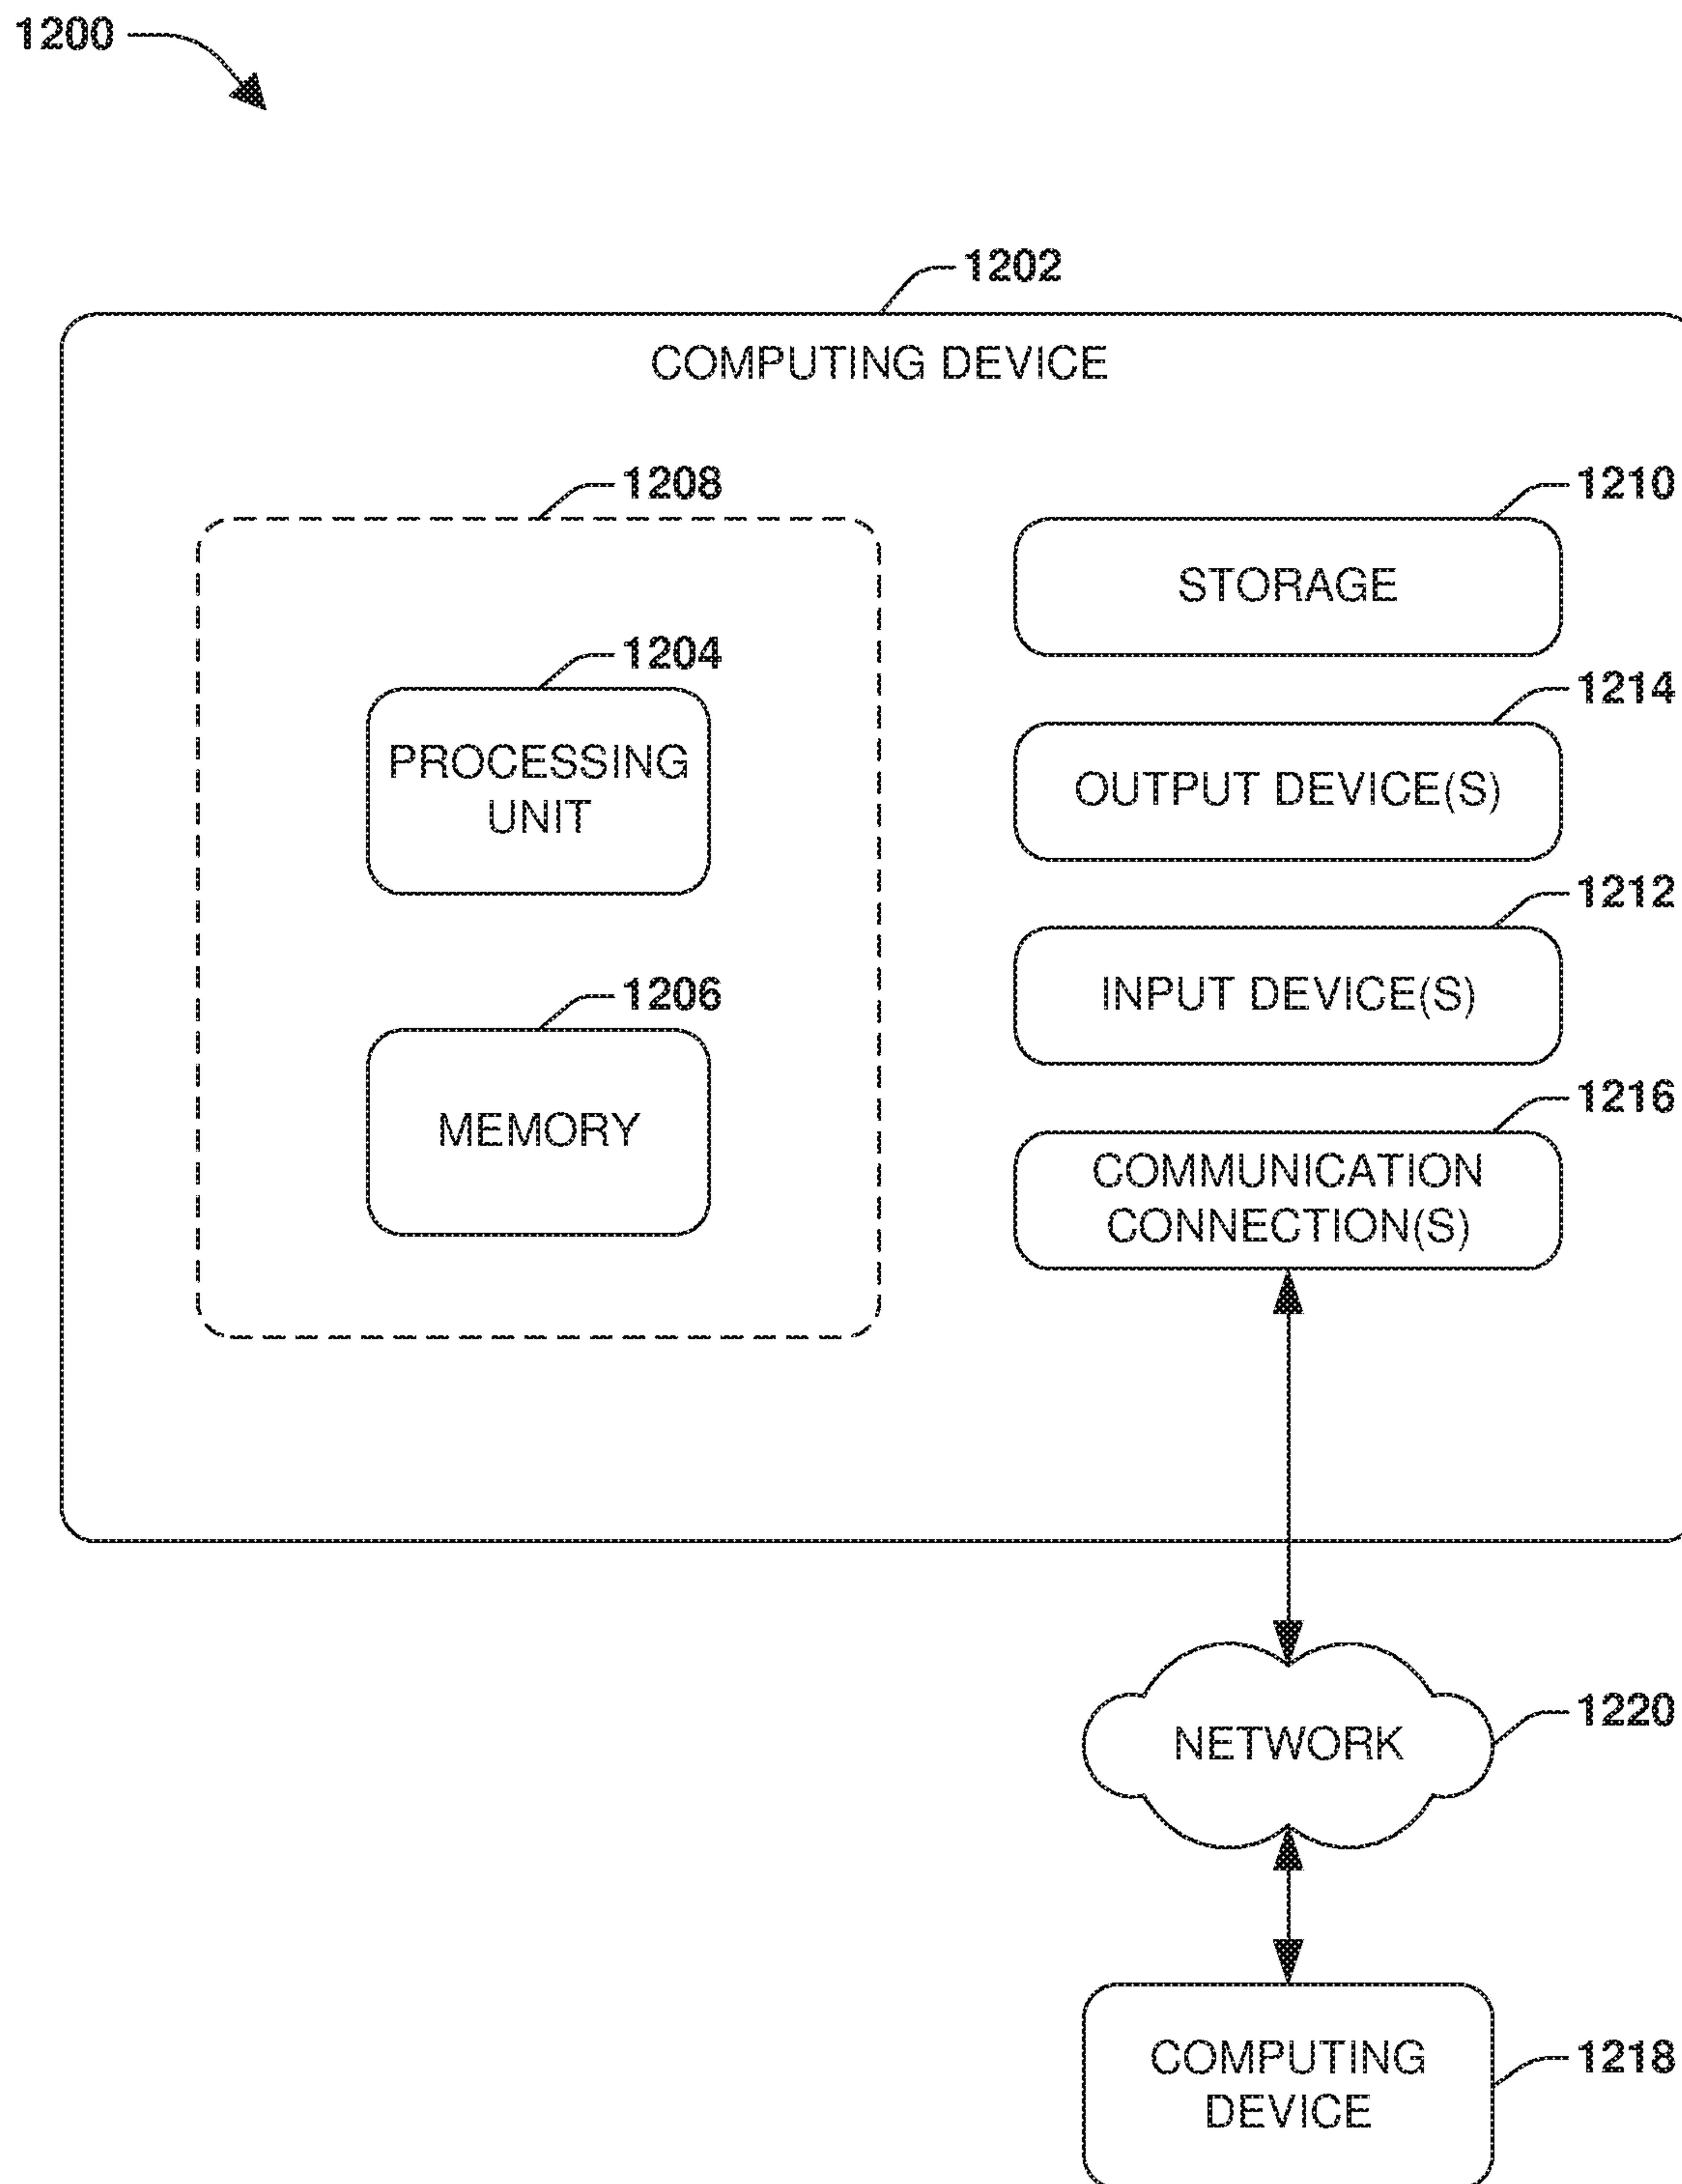 1200
1202
COMPUTING DEVICE
1208
1210
STORAGE
1204
PROCESSING
UNIT
1214
OUTPUT DEVICE(S)
1212
INPUT DEVICE(S)
1206
MEMORY
1216
COMMUNICATION
CONNECTION(S)
1220
NETWORK
1218
COMPUTING
DEVICE